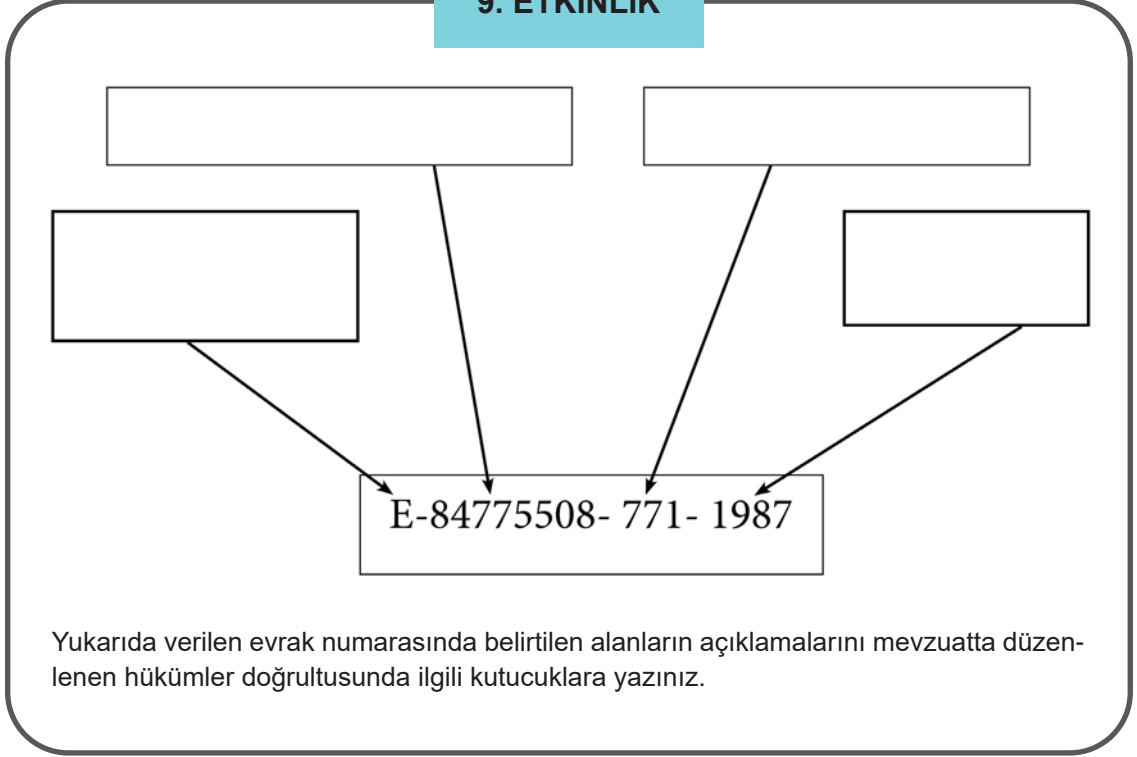 9. ETKİNLİK
E-84775508- 771- 1987
Yukarıda verilen evrak numarasında belirtilen alanların açıklamalarını mevzuatta düzen-
lenen hükümler doğrultusunda ilgili kutucuklara yazınız.